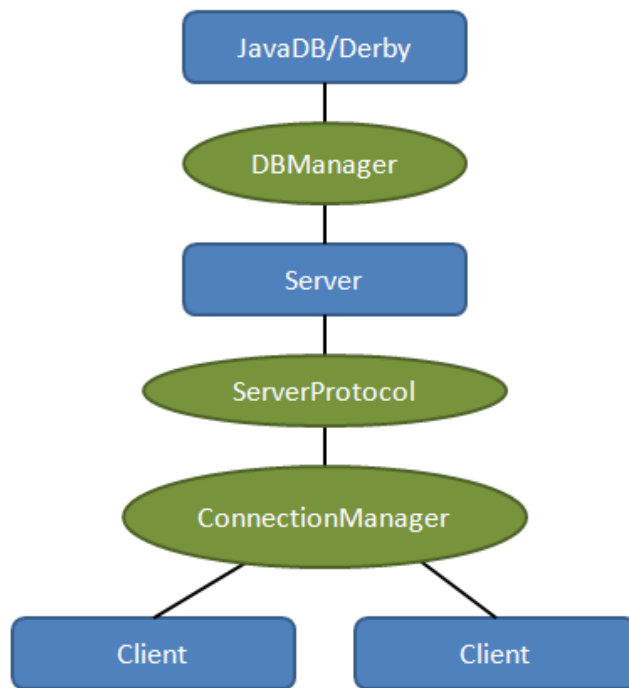 JavaDB/Derby
DBManager
Server
ServerProtocol
ConnectionManager
Client
Client